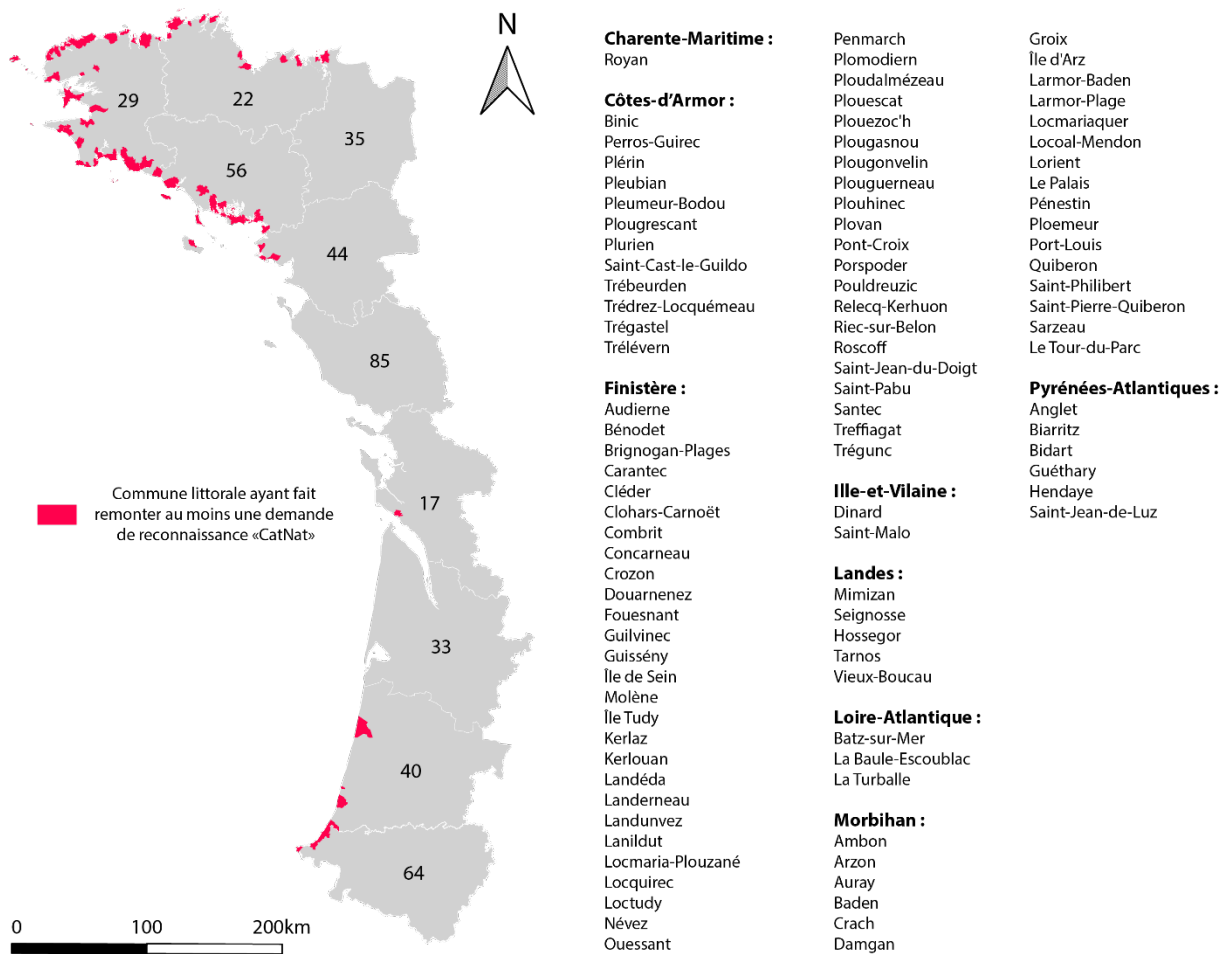 N
29
22
35
56
44
85
17
33
40
64
Commune littorale ayant fait
remonter au moins une demande
de reconnaissance «CatNat»
0 100 200km
Charente-Maritime :
Royan
Côtes-d'Armor :
Binic
Perros-Guirec
Plérin
Pleubian
Pleumeur-Bodou
Plougrescant
Plurien
Saint-Cast-le-Guildo
Trébeurden
Trédrez-Locquémeau
Trégastel
Trélévern
Finistère :
Audierne
Bénodet
Brignogan-Plages
Carantec
Cléder
Clohars-Carnoët
Combrit
Concarneau
Crozon
Douarnenez
Fouesnant
Guilvinec
Guissény
Île de Sein
Molène
Île Tudy
Kerlaz
Kerlouan
Landéda
Landerneau
Landunvez
Lanildut
Locmaria-Plouzané
Locquirec
Loctudy
Névez
Ouessant
Penmarch
Plomodiern
Ploudalmézeau
Plouescat
Plouezoc'h
Plougasnou
Plougonvelin
Plouguerneau
Plouhinec
Plovan
Pont-Croix
Porspoder
Pouldreuzic
Relecq-Kerhuon
Riec-sur-Belon
Roscoff
Saint-Jean-du-Doigt
Saint-Pabu
Santec
Treffiagat
Trégunc
Ille-et-Vilaine :
Dinard
Saint-Malo
Landes :
Mimizan
Seignosse
Hossegor
Tarnos
Vieux-Boucau
Loire-Atlantique :
Batz-sur-Mer
La Baule-Escoublac
La Turballe
Morbihan :
Ambon
Arzon
Auray
Baden
Crach
Damgan
Groix
Île d'Arz
Larmor-Baden
Larmor-Plage
Locmariaquer
Locoal-Mendon
Lorient
Le Palais
Pénestin
Ploemeur
Port-Louis
Quiberon
Saint-Philibert
Saint-Pierre-Quiberon
Sarzeau
Le Tour-du-Parc
Pyrénées-Atlantiques :
Anglet
Biarritz
Bidart
Guéthary
Hendaye
Saint-Jean-de-Luz